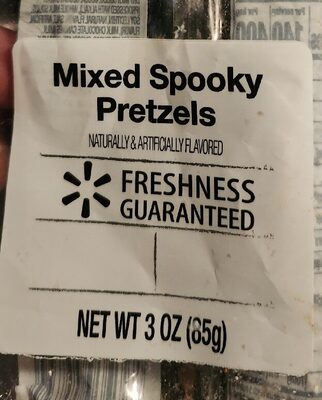 Mixed Spooky
Pretzels
NATURALLY & ARTIFICIALLY FLAVORED
FRESHNESS
GUARANTEED
NET WT 3 OZ (85g)